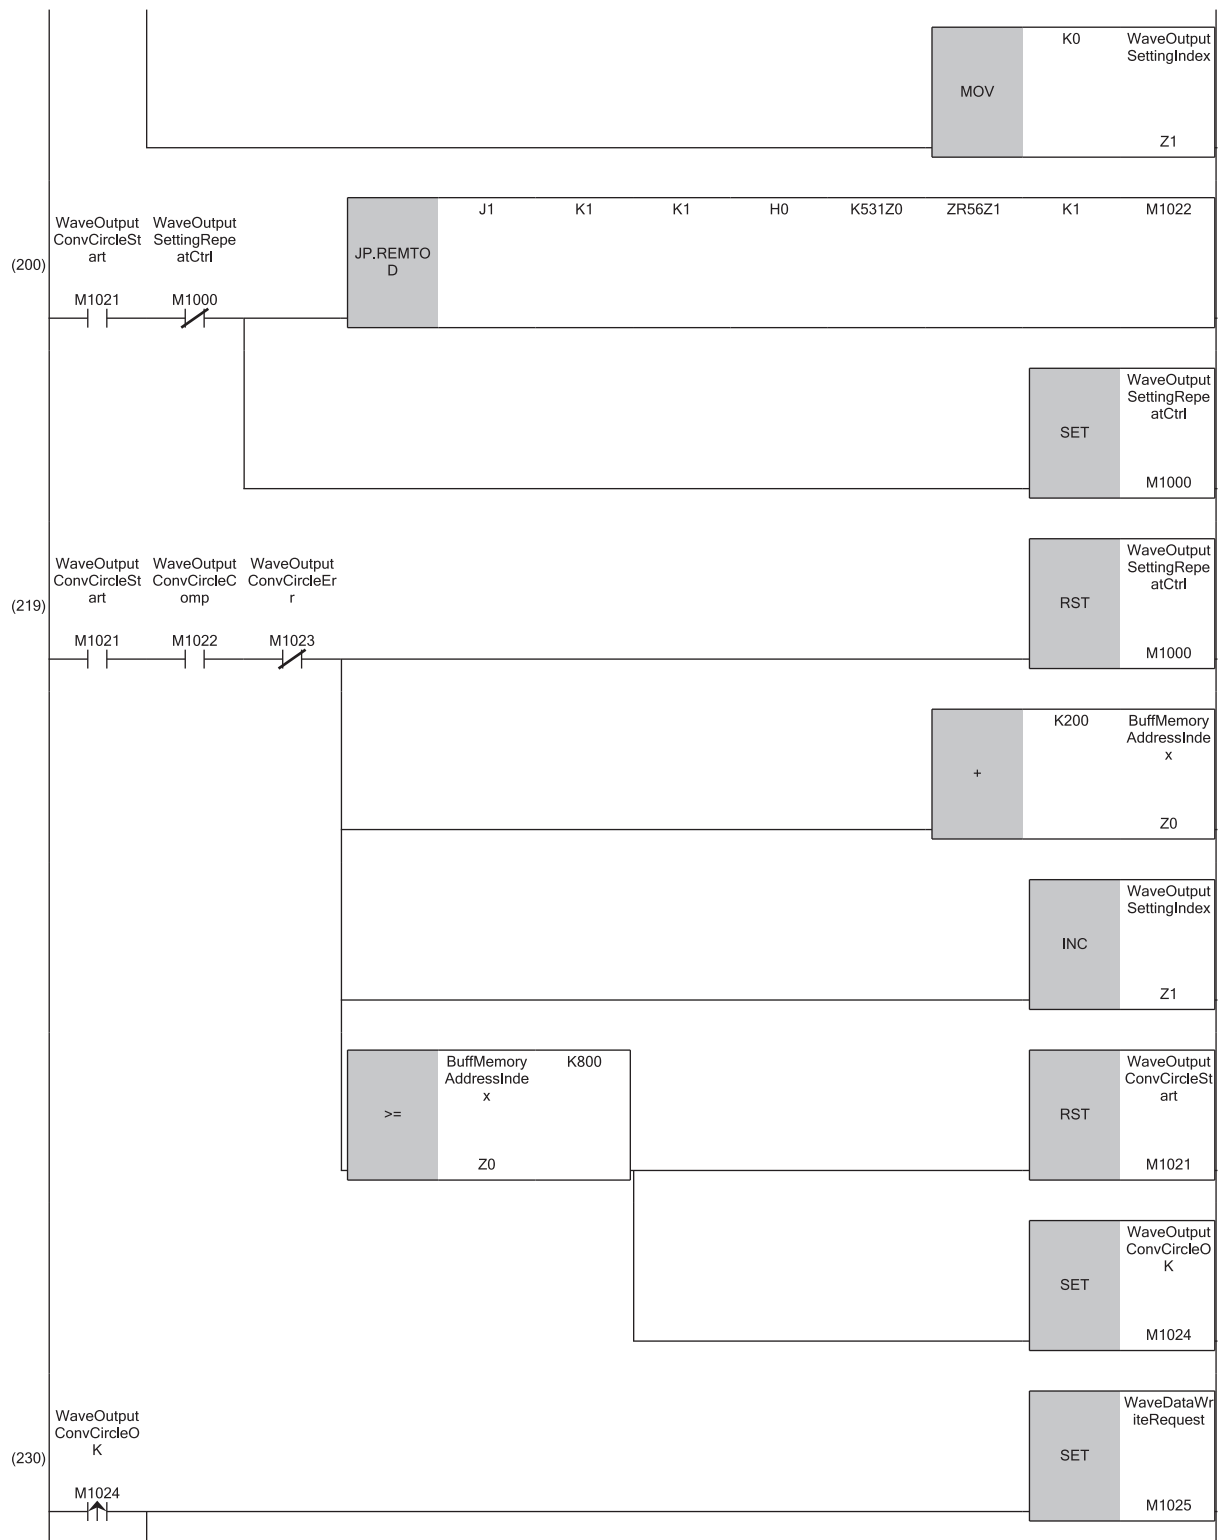 K0 WaveOutput
SettingIndex
MOV
Z1
WaveOutput WaveOutput
ConvCircleSt SettingRepe
art atCtrl
(200)
M1021 M1000
JP.REMTO
D
J1 K1 K1 H0 K531Z0 ZR56Z1 K1 M1022
WaveOutput
SettingRepe
atCtrl
SET
M1000
WaveOutput WaveOutput WaveOutput
ConvCircleSt ConvCircleC ConvCircleEr
art omp r
(219)
M1021 M1022 M1023
WaveOutput
SettingRepe
atCtrl
RST
M1000
K200 BuffMemory
AddressInde
x
+
Z0
WaveOutput
SettingIndex
INC
Z1
BuffMemory K800
AddressInde
x
>=
Z0
WaveOutput
ConvCircleSt
art
RST
M1021
WaveOutput
ConvCircleO
K
SET
M1024
WaveOutput
ConvCircleO
K
(230)
M1024
WaveDataWr
iteRequest
SET
M1025